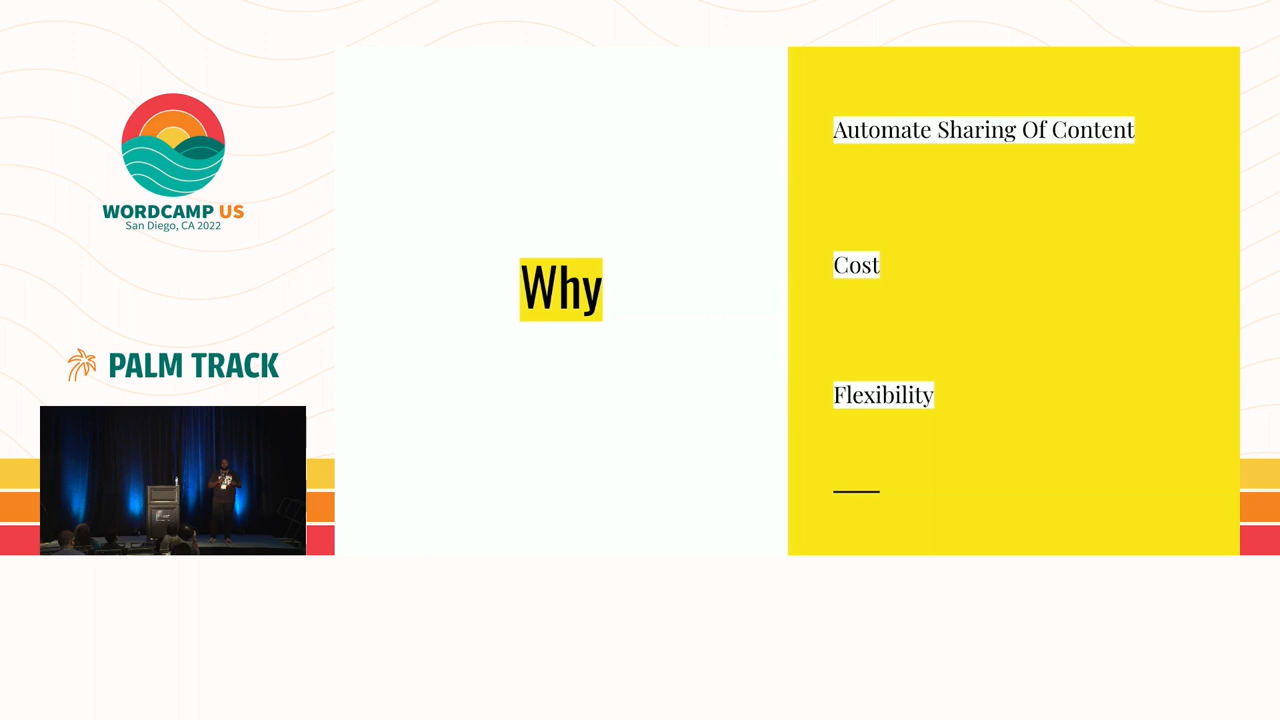 WORDCAMP US
San Diego, CA 2022
PALM TRACK
Why
Automate Sharing Of Content
Cost
Flexibility